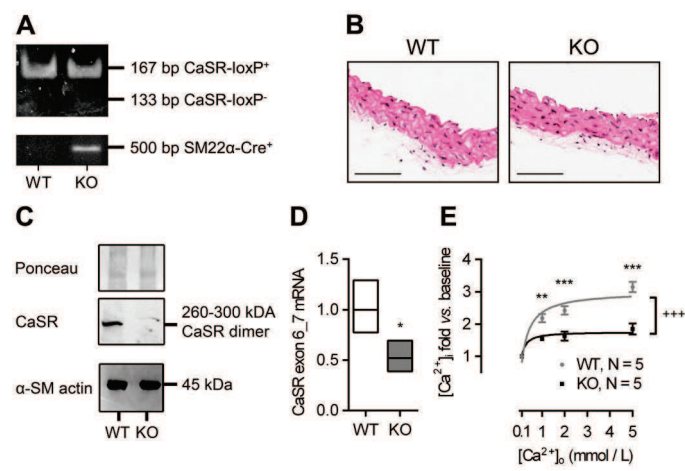 A
167 bp CaSR-loxP⁺
133 bp CaSR-loxP⁻
500 bp SM22α-Cre⁺
WT KO
B
WT KO
C
Ponceau
CaSR
260-300 kDA
CaSR dimer
α-SM actin
45 kDa
WT KO
D
CaSR exon 6_7 mRNA
1.5
1.0
0.5
0.0
*
WT KO
E
[Ca²⁺]ᵢ fold vs. baseline
4
3
2
1
0
** *** ***
+++
WT, N = 5
KO, N = 5
0.1 1 2 3 4 5
[Ca²⁺]ₒ (mmol / L)